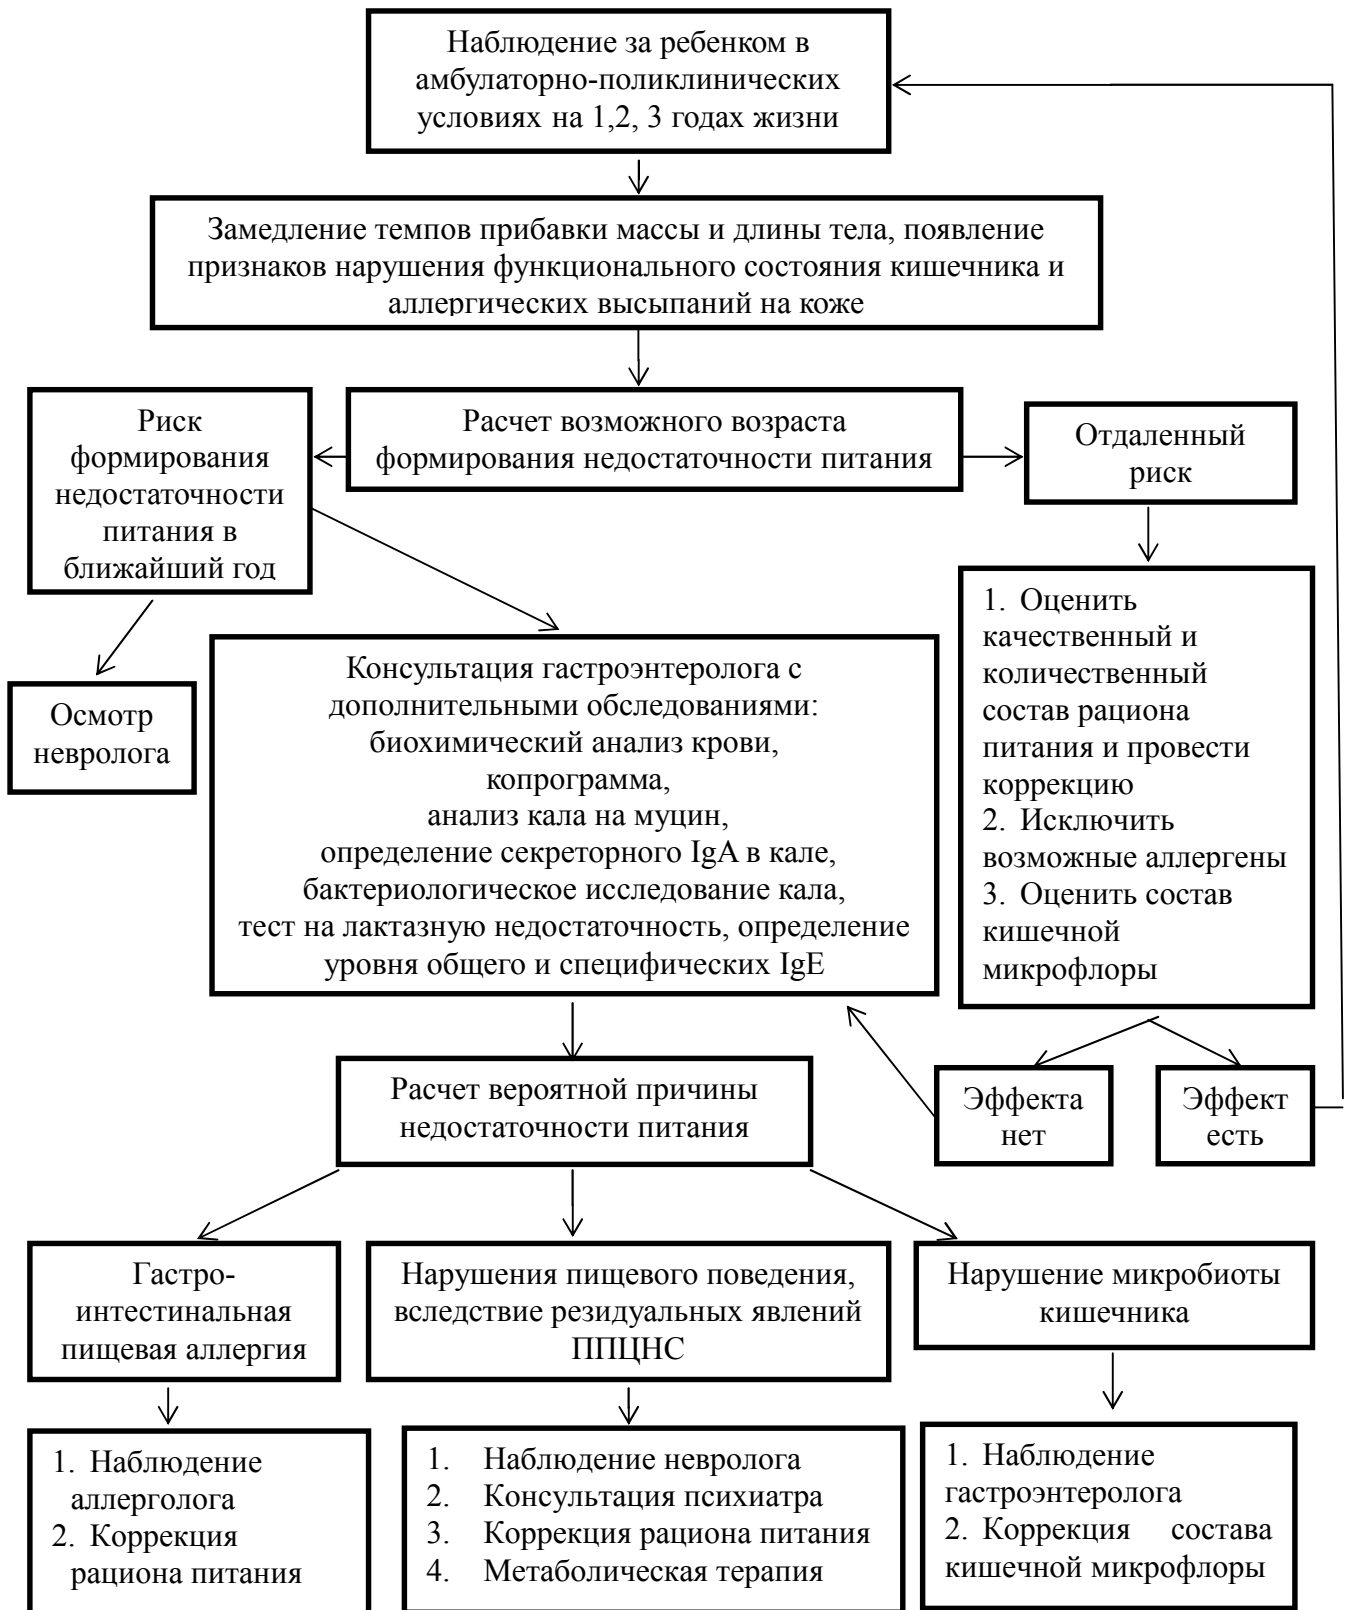 Наблюдение за ребенком в
амбулаторно-поликлинических
условиях на 1,2, 3 годах жизни
Замедление темпов прибавки массы и длины тела, появление
признаков нарушения функционального состояния кишечника и
аллергических высыпаний на коже
Риск
формирования
недостаточности
питания в
ближайший год
Расчет возможного возраста
формирования недостаточности питания
Отдаленный
риск
Осмотр
невролога
Консультация гастроэнтеролога с
дополнительными обследованиями:
биохимический анализ крови,
копрограмма,
анализ кала на муцин,
определение секреторного IgA в кале,
бактериологическое исследование кала,
тест на лактазную недостаточность, определение
уровня общего и специфических IgE
1. Оценить
качественный и
количественный
состав рациона
питания и провести
коррекцию
2. Исключить
возможные аллергены
3. Оценить состав
кишечной
микрофлоры
Расчет вероятной причины
недостаточности питания
Эффекта
нет
Эффект
есть
Гастро-
интестинальная
пищевая аллергия
Нарушения пищевого поведения,
вследствие резидуальных явлений
ППЦНС
Нарушение микробиоты
кишечника
1. Наблюдение
аллерголога
2. Коррекция
рациона питания
1. Наблюдение невролога
2. Консультация психиатра
3. Коррекция рациона питания
4. Метаболическая терапия
1. Наблюдение
гастроэнтеролога
2. Коррекция состава
кишечной микрофлоры